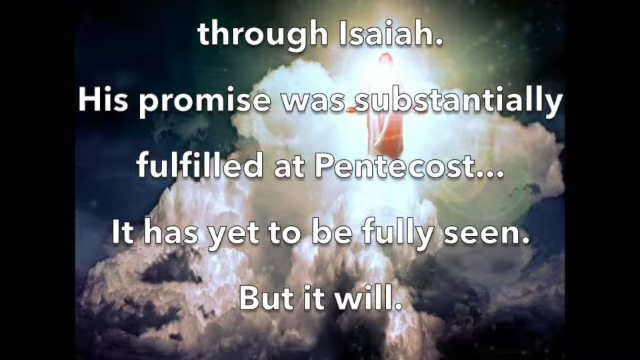 through Isaiah.
His promise was substantially
fulfilled at Pentecost...
It has yet to be fully seen.
But it will.